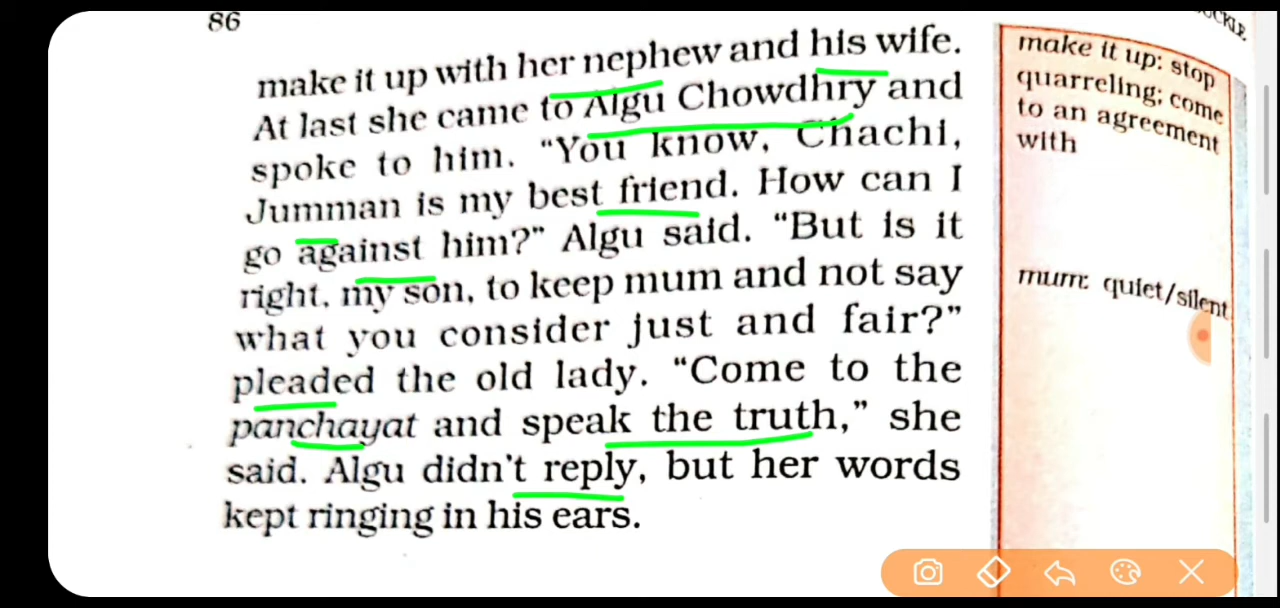 86
make it up with her nephew and his wife.
At last she came to Algu Chowdhry and
spoke to him. “You know, Chachi,
Jumman is my best friend. How can I
go against him?” Algu said. “But is it
right, my son, to keep mum and not say
what you consider just and fair?”
pleaded the old lady. “Come to the
panchayat and speak the truth,” she
said. Algu didn't reply, but her words
kept ringing in his ears.
make it up: stop
quarreling; come
to an agreement
with
mum: quiet/silent